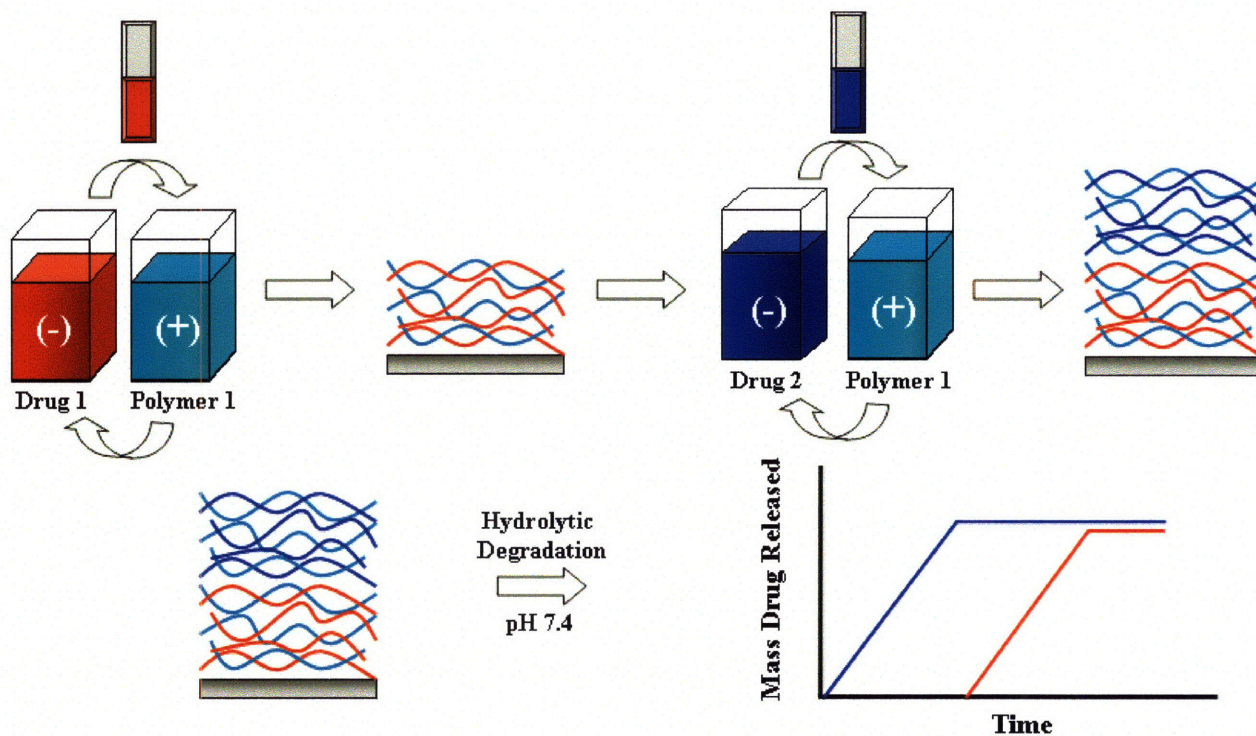 (-)
(+)
Drug 1
Polymer 1
(-)
(+)
Drug 2
Polymer 1
Hydrolytic
Degradation
pH 7.4
Mass Drug Released
Time